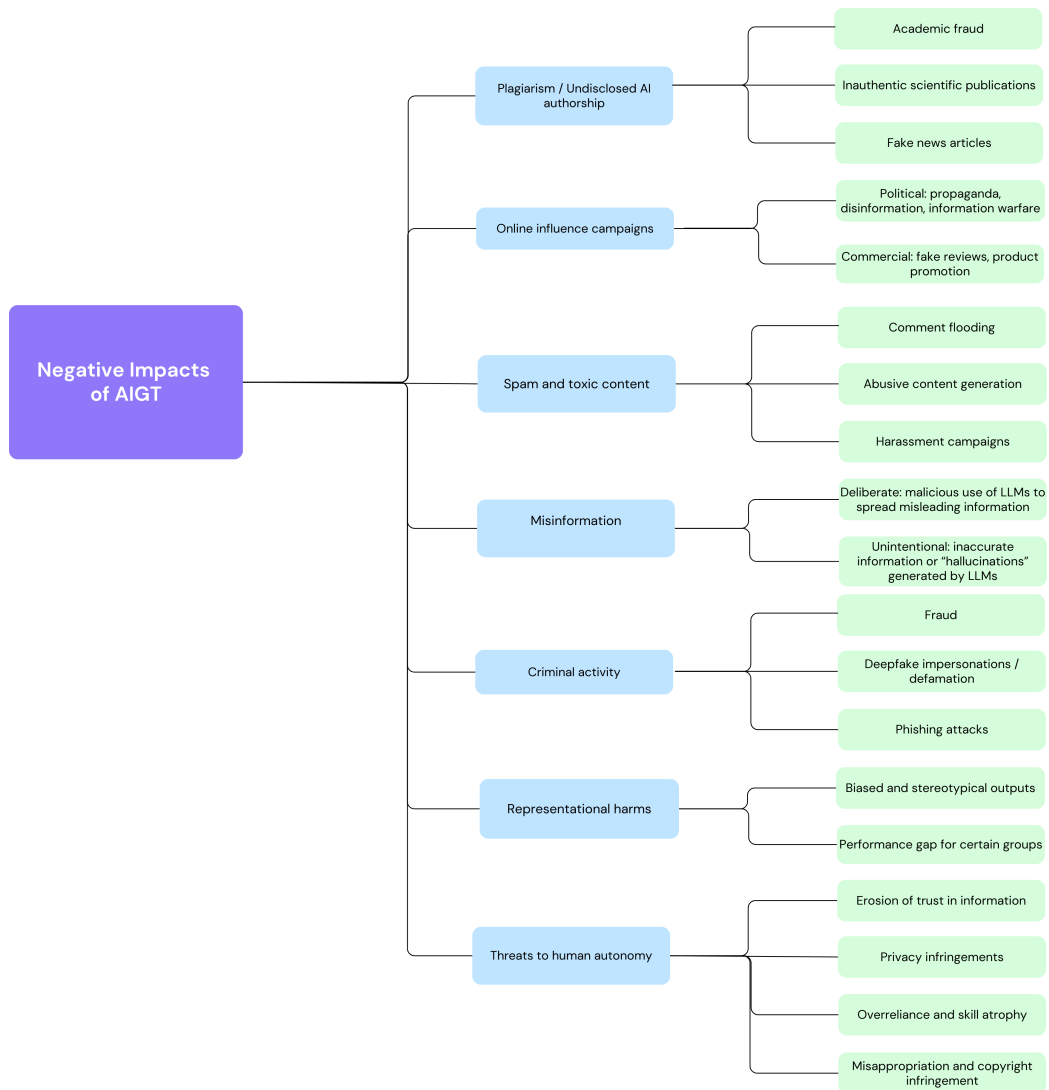 Negative Impacts
of AIGT
Plagiarism / Undisclosed AI
authorship
Academic fraud
Inauthentic scientific publications
Fake news articles
Online influence campaigns
Political: propaganda,
disinformation, information warfare
Commercial: fake reviews, product
promotion
Spam and toxic content
Comment flooding
Abusive content generation
Harassment campaigns
Misinformation
Deliberate: malicious use of LLMs to
spread misleading information
Unintentional: inaccurate
information or “hallucinations”
generated by LLMs
Criminal activity
Fraud
Deepfake impersonations /
defamation
Phishing attacks
Representational harms
Biased and stereotypical outputs
Performance gap for certain groups
Threats to human autonomy
Erosion of trust in information
Privacy infringements
Overreliance and skill atrophy
Misappropriation and copyright
infringement